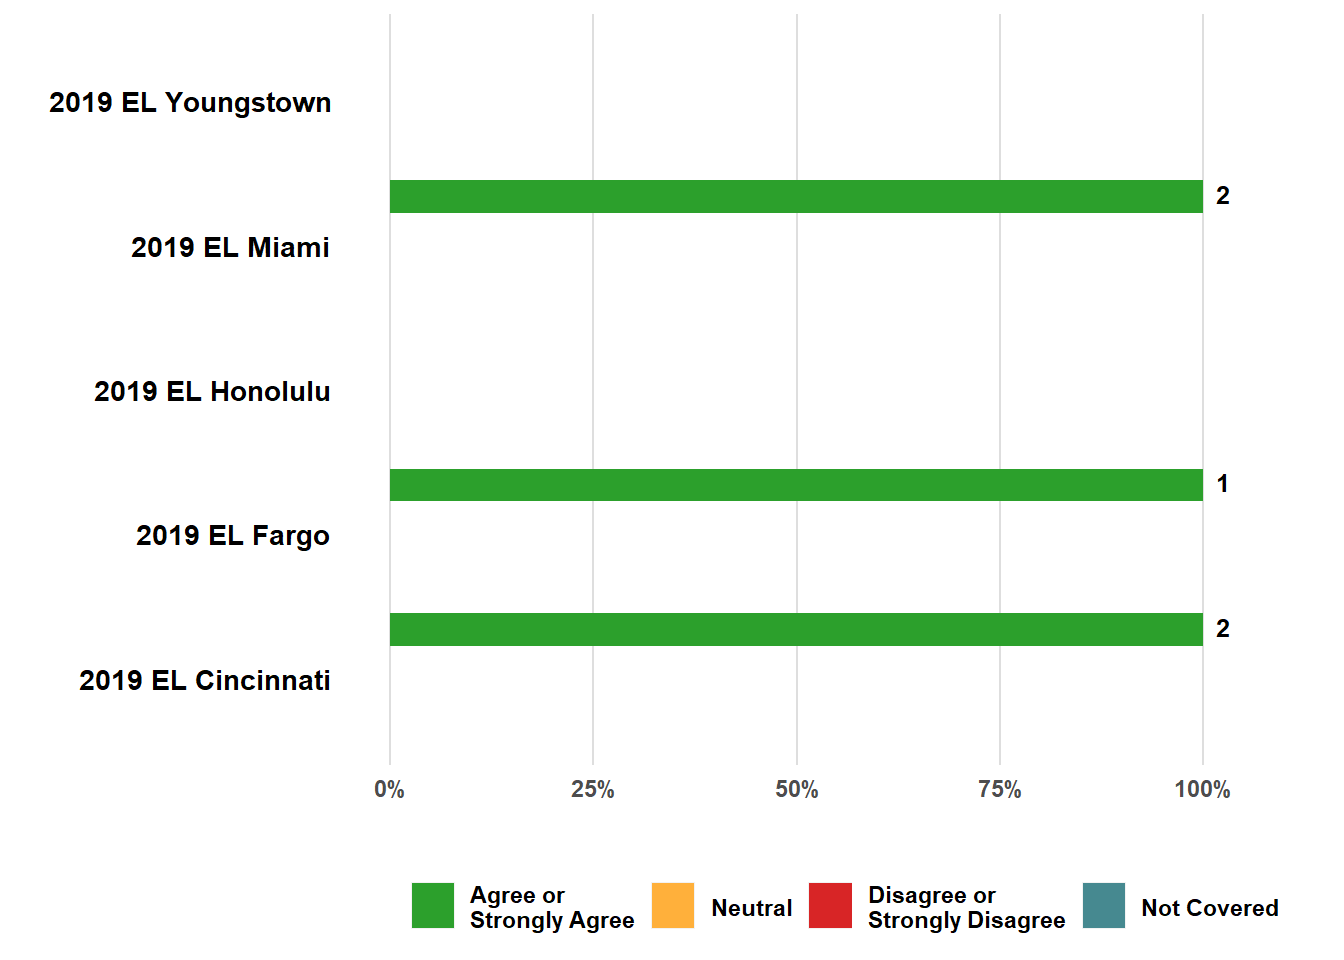 2019 EL Youngstown
2
2019 EL Miami
2019 EL Honolulu
1
2019 EL Fargo
2
2019 EL Cincinnati
0% 25% 50% 75% 100%
Agree or
Strongly Agree
Neutral
Disagree or
Strongly Disagree
Not Covered